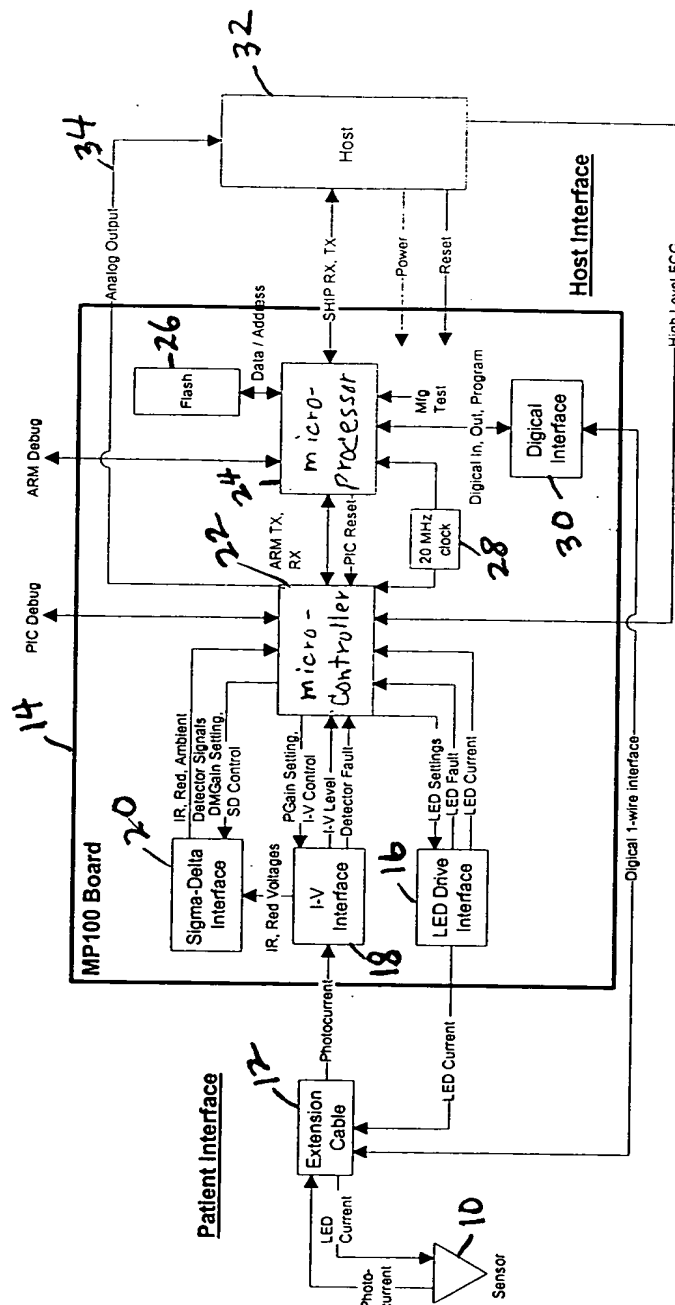 32
Host
34
Analog Output
SHIP RX, TX
Power
Reset
Host Interface
26
Flash
Data / Address
ARM Debug
24
micro-
processor
Mfg
Test
Digical In, Out, Program
Digical
Interface
30
22
ARM TX,
RX
PIC Reset
20 MHz
clock
28
PIC Debug
micro-
controller
14
MP100 Board
20
Sigma-Delta
Interface
IR, Red, Ambient
Detector Signals
DMGain Setting,
SD Control
IR, Red Voltages
PGain Setting,
I-V Control
I-V Level
Detector Fault
I-V
Interface
18
16
LED Drive
Interface
LED Settings
LED Fault
LED Current
Digical 1-wire interface
High Level ECG
Photocurrent
LED Current
Patient Interface
12
Extension
Cable
LED
Current
Photo-
current
10
Sensor